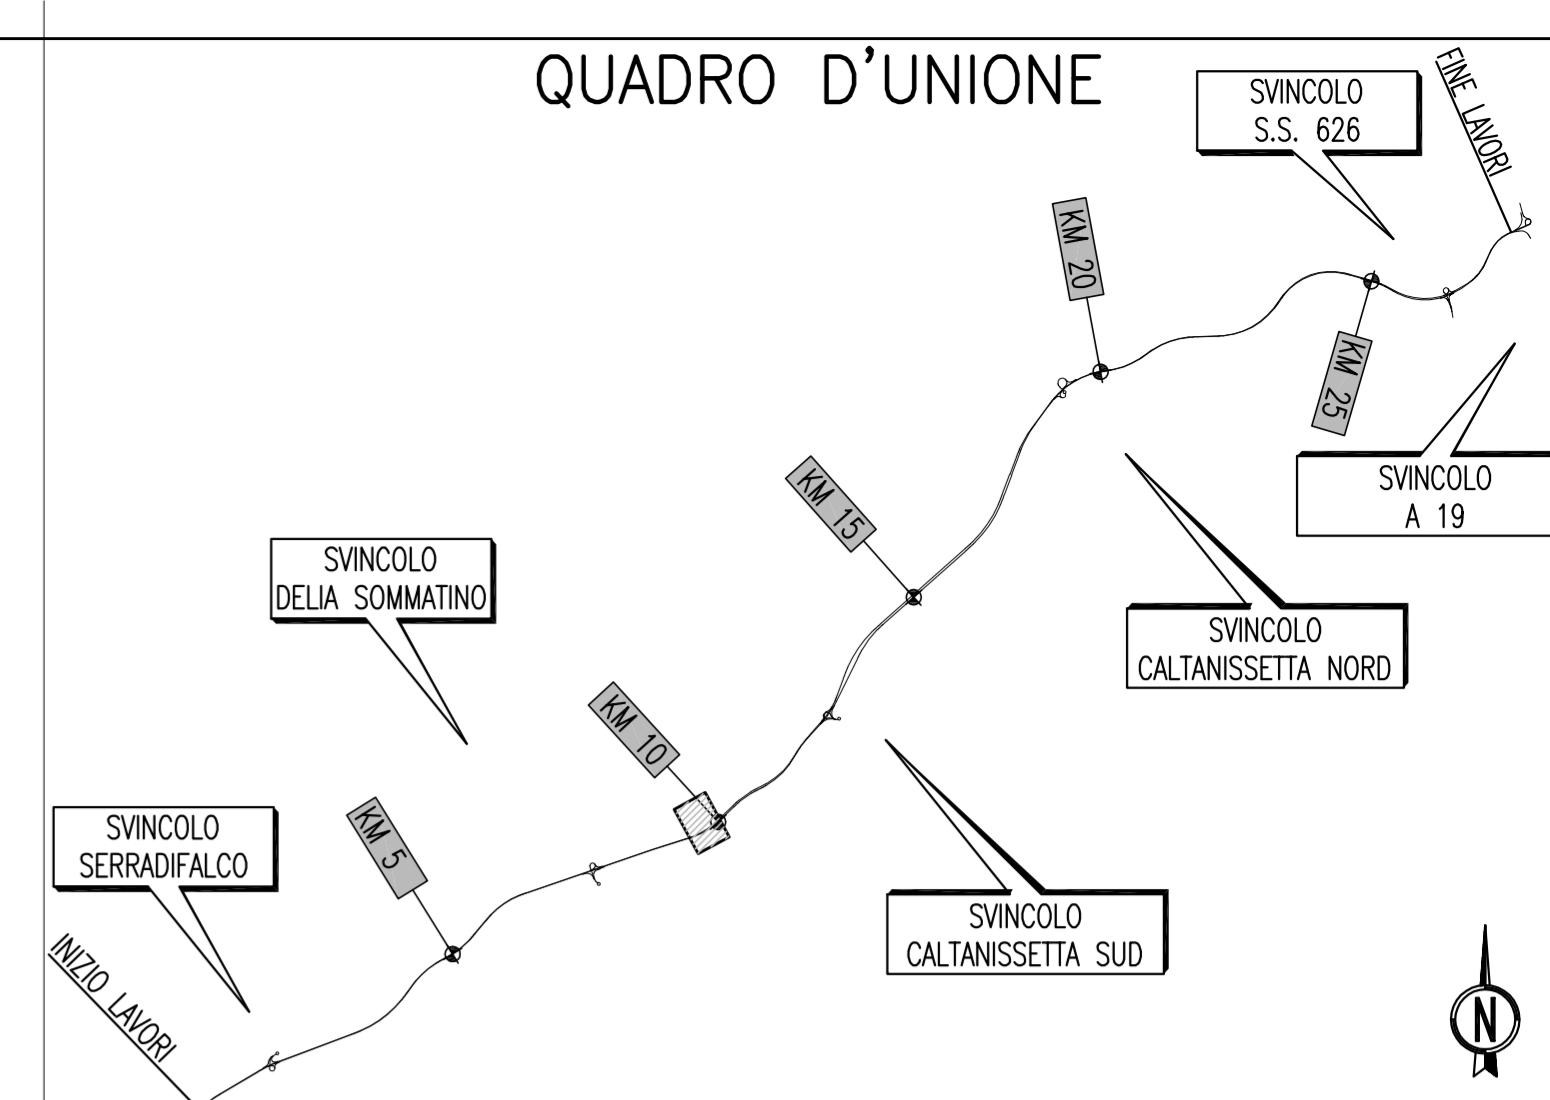 QUADRO D'UNIONE
SVINCOLO
S.S. 626
FINE LAVORI
KM 20
KM 25
SVINCOLO
A 19
KM 15
SVINCOLO
DELIA SOMMATINO
SVINCOLO
CALTANISSETTA NORD
KM 10
KM 5
SVINCOLO
SERRADIFALCO
SVINCOLO
CALTANISSETTA SUD
INIZIO LAVORI
N